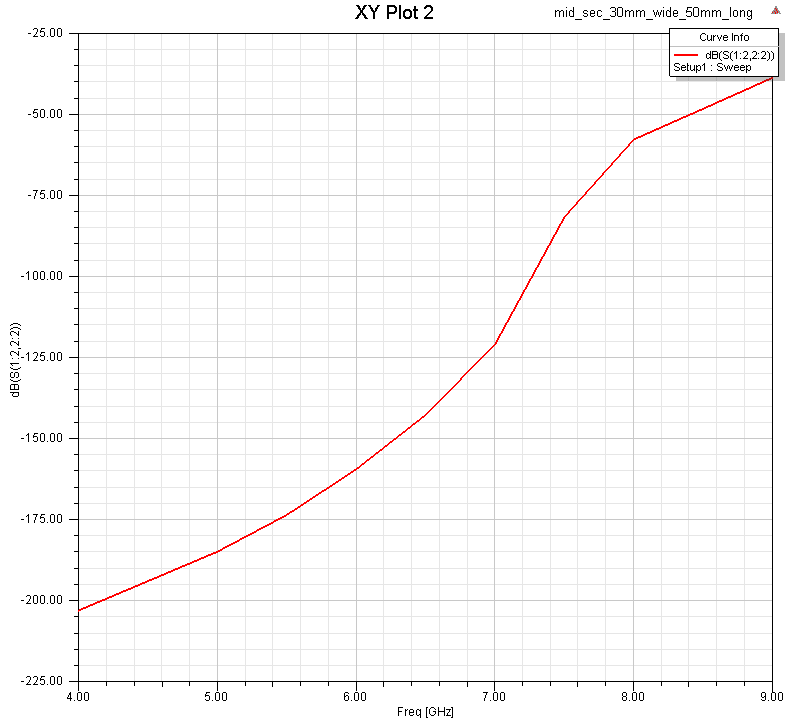 XY Plot 2
mid_sec_30mm_wide_50mm_long
Curve Info
dB(S(1:2,2:2))
Setup1 : Sweep
-25.00
-50.00
-75.00
-100.00
-125.00
-150.00
-175.00
-200.00
-225.00
dB(S(1:2,2:2))
4.00 5.00 6.00 7.00 8.00 9.00
Freq [GHz]